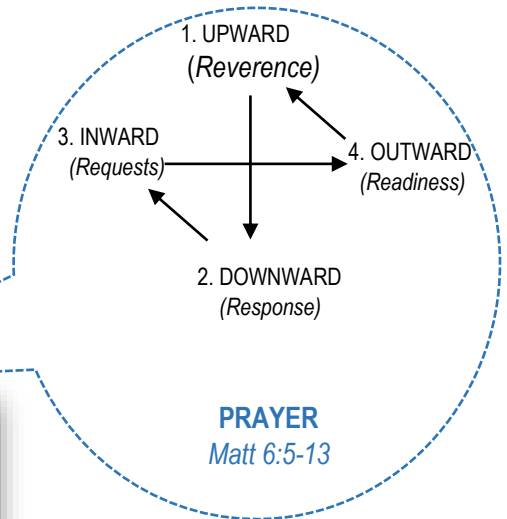 1. UPWARD
(Reverence)
3. INWARD
(Requests)
4. OUTWARD
(Readiness)
2. DOWNWARD
(Response)
PRAYER
Matt 6:5-13